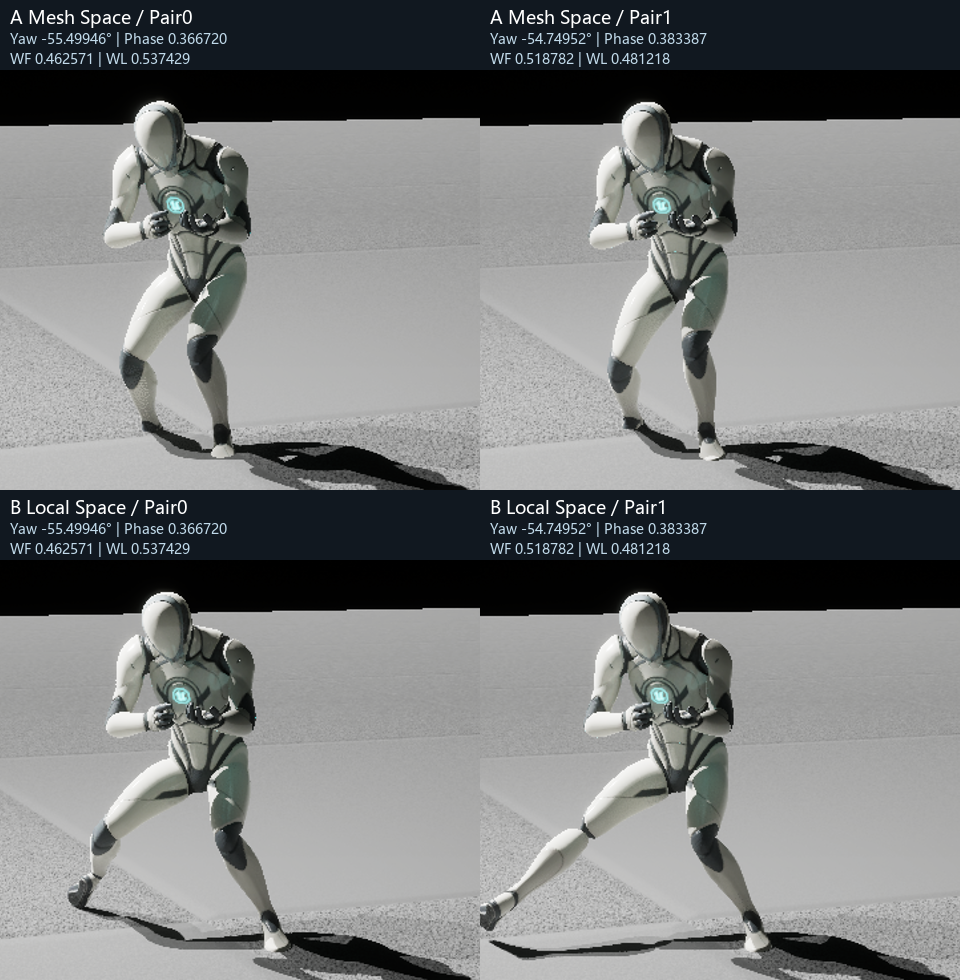 A Mesh Space / Pair0
Yaw -55.49946° | Phase 0.366720
WF 0.462571 | WL 0.537429
A Mesh Space / Pair1
Yaw -54.74952° | Phase 0.383387
WF 0.518782 | WL 0.481218
B Local Space / Pair0
Yaw -55.49946° | Phase 0.366720
WF 0.462571 | WL 0.537429
B Local Space / Pair1
Yaw -54.74952° | Phase 0.383387
WF 0.518782 | WL 0.481218